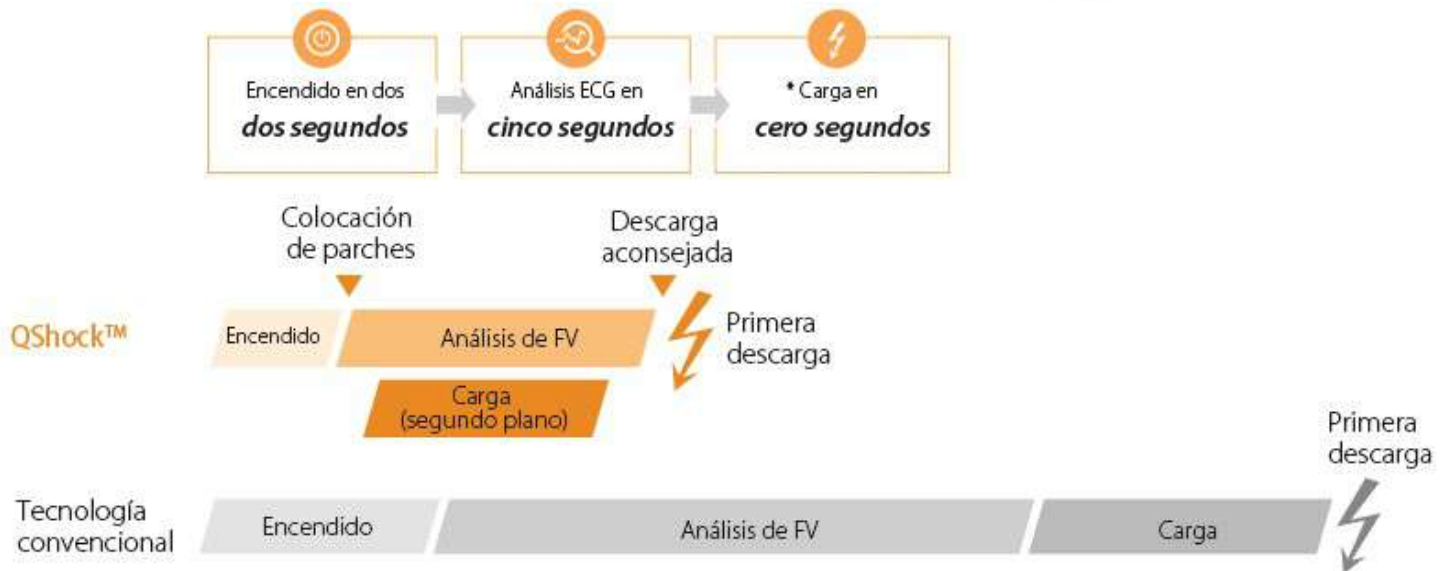 Encendido en dos
dos segundos
Análisis ECG en
cinco segundos
* Carga en
cero segundos
Colocación
de parches
Descarga
aconsejada
QShock™
Encendido
Análisis de FV
Primera
descarga
Carga
(segundo plano)
Primera
descarga
Tecnología
convencional
Encendido
Análisis de FV
Carga